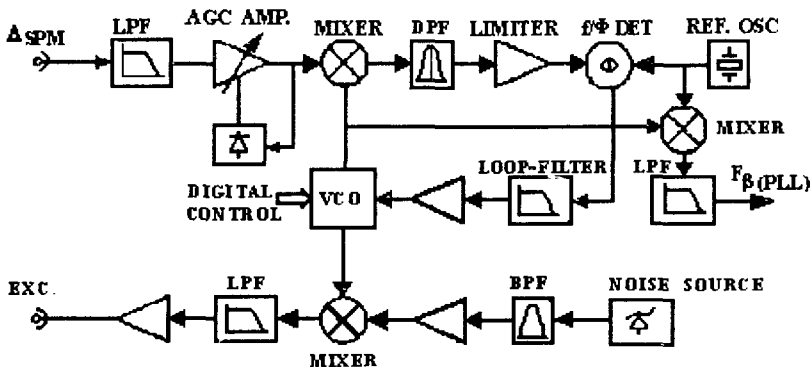 ΔSPM
LPF
AGC AMP.
MIXER
DPF
LIMITER
f/Φ DET
REF. OSC
Φ
MIXER
LOOP-FILTER
LPF
Fβ(PLL)
DIGITAL
CONTROL
VCO
EXC.
LPF
MIXER
BPF
NOISE SOURCE